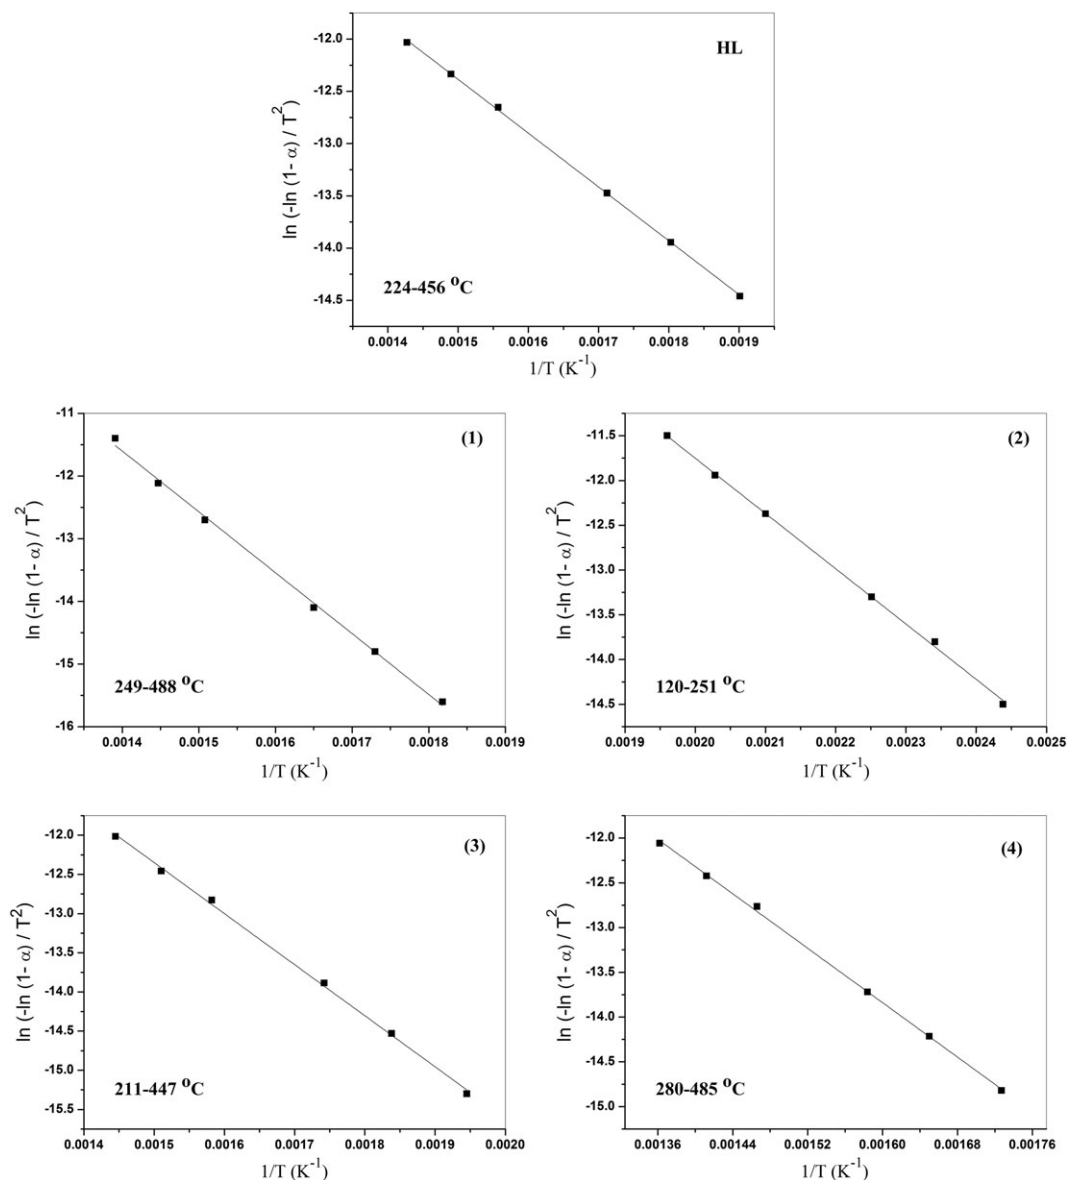 HL
ln (-ln (1- α) / T²)
-12.0
-12.5
-13.0
-13.5
-14.0
-14.5
224-456 °C
0.0014 0.0015 0.0016 0.0017 0.0018 0.0019
1/T (K⁻¹)
(1)
ln (-ln (1- α) / T²)
-11
-12
-13
-14
-15
-16
249-488 °C
0.0014 0.0015 0.0016 0.0017 0.0018 0.0019
1/T (K⁻¹)
(2)
ln (-ln (1- α) / T²)
-11.5
-12.0
-12.5
-13.0
-13.5
-14.0
-14.5
120-251 °C
0.0019 0.0020 0.0021 0.0022 0.0023 0.0024 0.0025
1/T (K⁻¹)
(3)
ln (-ln (1- α) / T²)
-12.0
-12.5
-13.0
-13.5
-14.0
-14.5
-15.0
-15.5
211-447 °C
0.0014 0.0015 0.0016 0.0017 0.0018 0.0019 0.0020
1/T (K⁻¹)
(4)
ln (-ln (1- α) / T²)
-12.0
-12.5
-13.0
-13.5
-14.0
-14.5
-15.0
280-485 °C
0.00136 0.00144 0.00152 0.00160 0.00168 0.00176
1/T (K⁻¹)